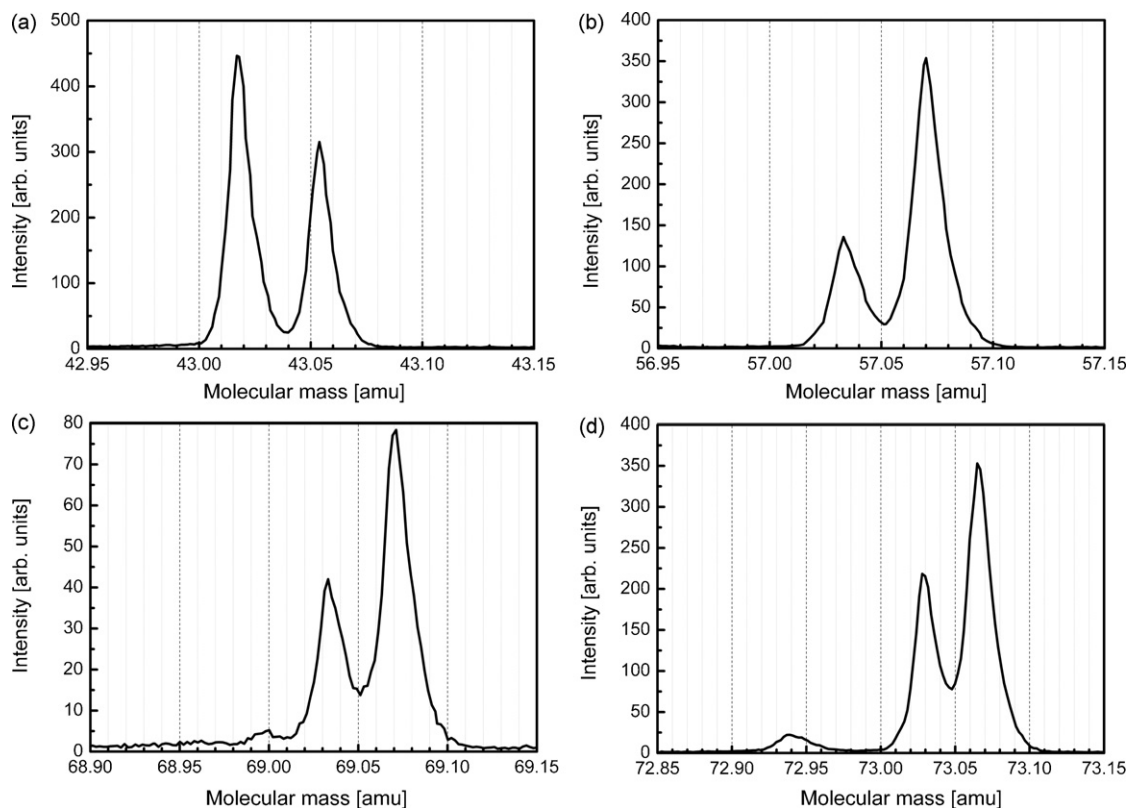 (a)
500
400
300
200
100
0
Intensity [arb. units]
42.95 43.00 43.05 43.10 43.15
Molecular mass [amu]
(b)
400
350
300
250
200
150
100
50
0
Intensity [arb. units]
56.95 57.00 57.05 57.10 57.15
Molecular mass [amu]
(c)
80
70
60
50
40
30
20
10
0
Intensity [arb. units]
68.90 68.95 69.00 69.05 69.10 69.15
Molecular mass [amu]
(d)
400
350
300
250
200
150
100
50
0
Intensity [arb. units]
72.85 72.90 72.95 73.00 73.05 73.10 73.15
Molecular mass [amu]